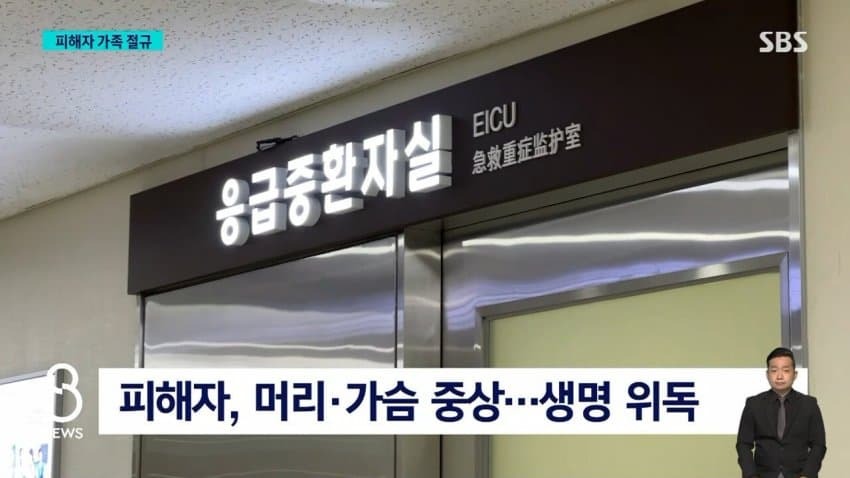 피해자 가족 절규
SBS
응급중환자실
EICU
急救重症监护室
8
NEWS
피해자, 머리·가슴 중상…생명 위독